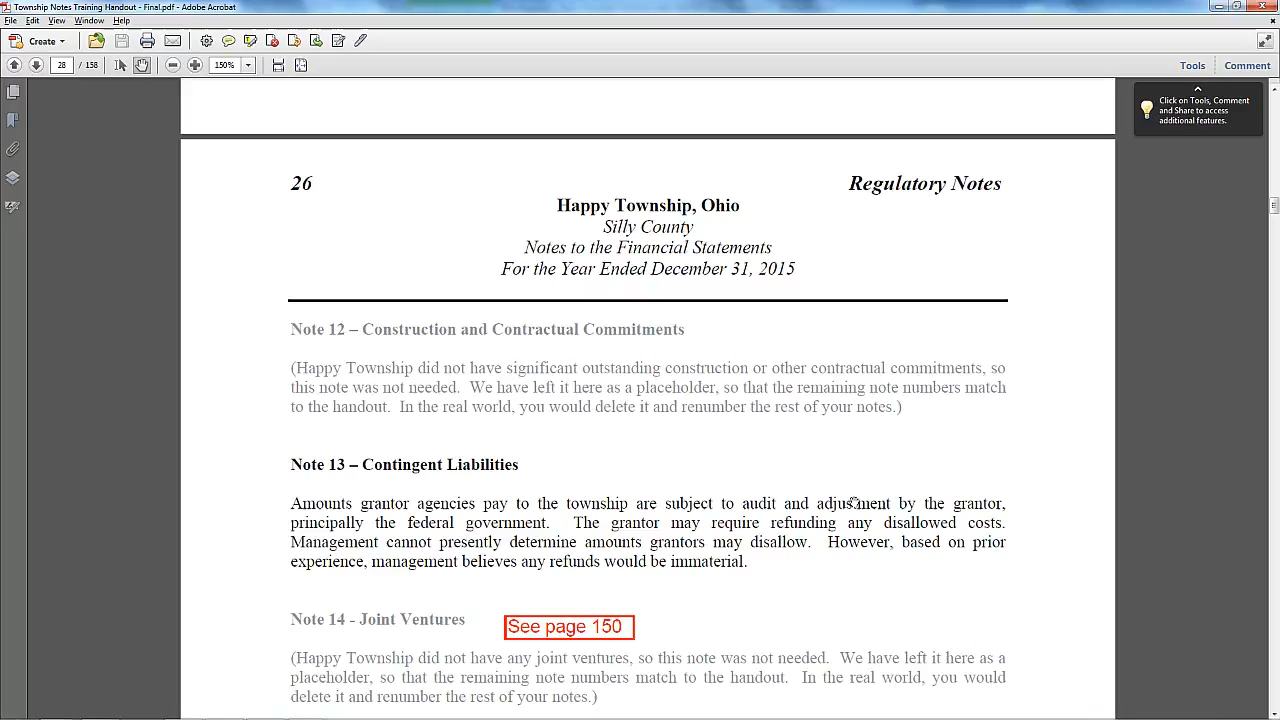 Township Notes Training Handout - Final.pdf - Adobe Acrobat
File Edit View Window Help
Create
28 / 158 150% Tools Comment
Click on Tools, Comment
and Share to access
additional features.
26 Regulatory Notes
Happy Township, Ohio
Silly County
Notes to the Financial Statements
For the Year Ended December 31, 2015
Note 12 – Construction and Contractual Commitments
(Happy Township did not have significant outstanding construction or other contractual commitments, so
this note was not needed. We have left it here as a placeholder, so that the remaining note numbers match
to the handout. In the real world, you would delete it and renumber the rest of your notes.)
Note 13 – Contingent Liabilities
Amounts grantor agencies pay to the township are subject to audit and adjustment by the grantor,
principally the federal government. The grantor may require refunding any disallowed costs.
Management cannot presently determine amounts grantors may disallow. However, based on prior
experience, management believes any refunds would be immaterial.
Note 14 - Joint Ventures
See page 150
(Happy Township did not have any joint ventures, so this note was not needed. We have left it here as a
placeholder, so that the remaining note numbers match to the handout. In the real world, you would
delete it and renumber the rest of your notes.)